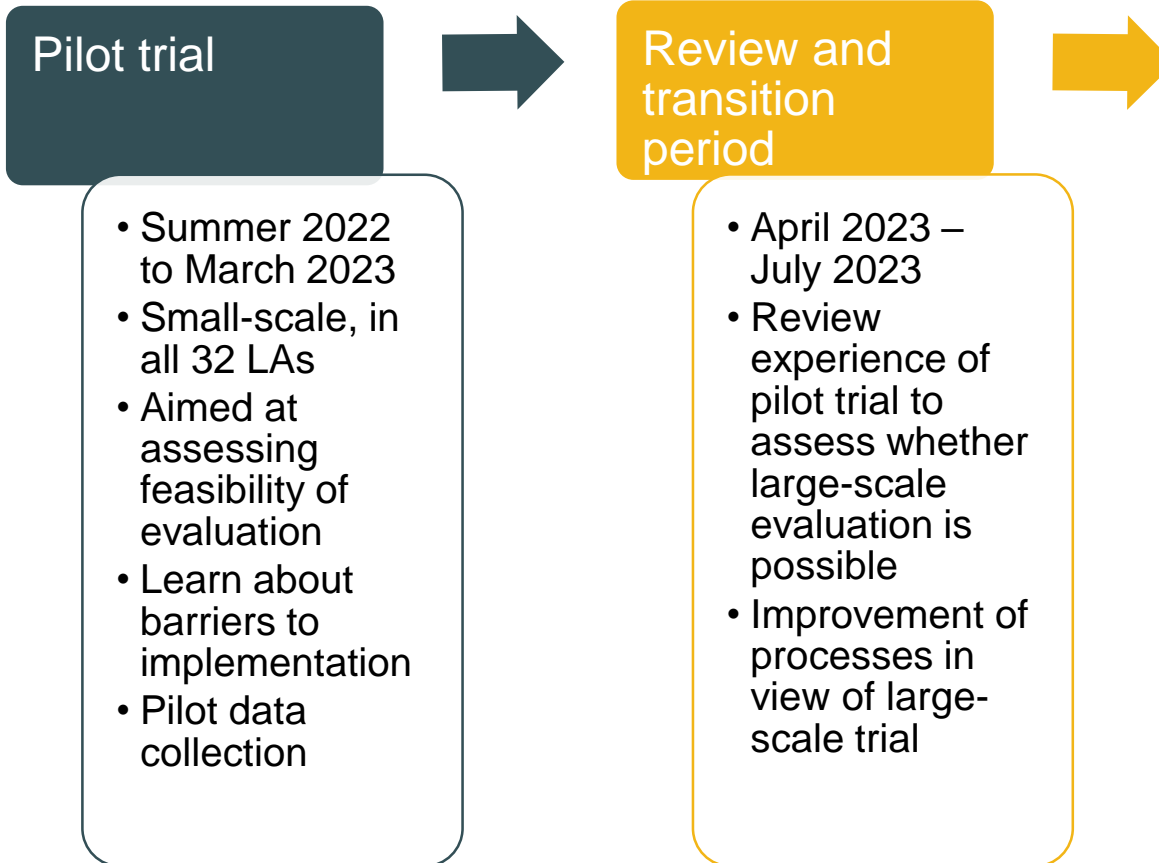 Pilot trial
• Summer 2022
to March 2023
• Small-scale, in
all 32 LAs
• Aimed at
assessing
feasibility of
evaluation
• Learn about
barriers to
implementation
• Pilot data
collection
Review and
transition
period
• April 2023 –
July 2023
• Review
experience of
pilot trial to
assess whether
large-scale
evaluation is
possible
• Improvement of
processes in
view of large-
scale trial